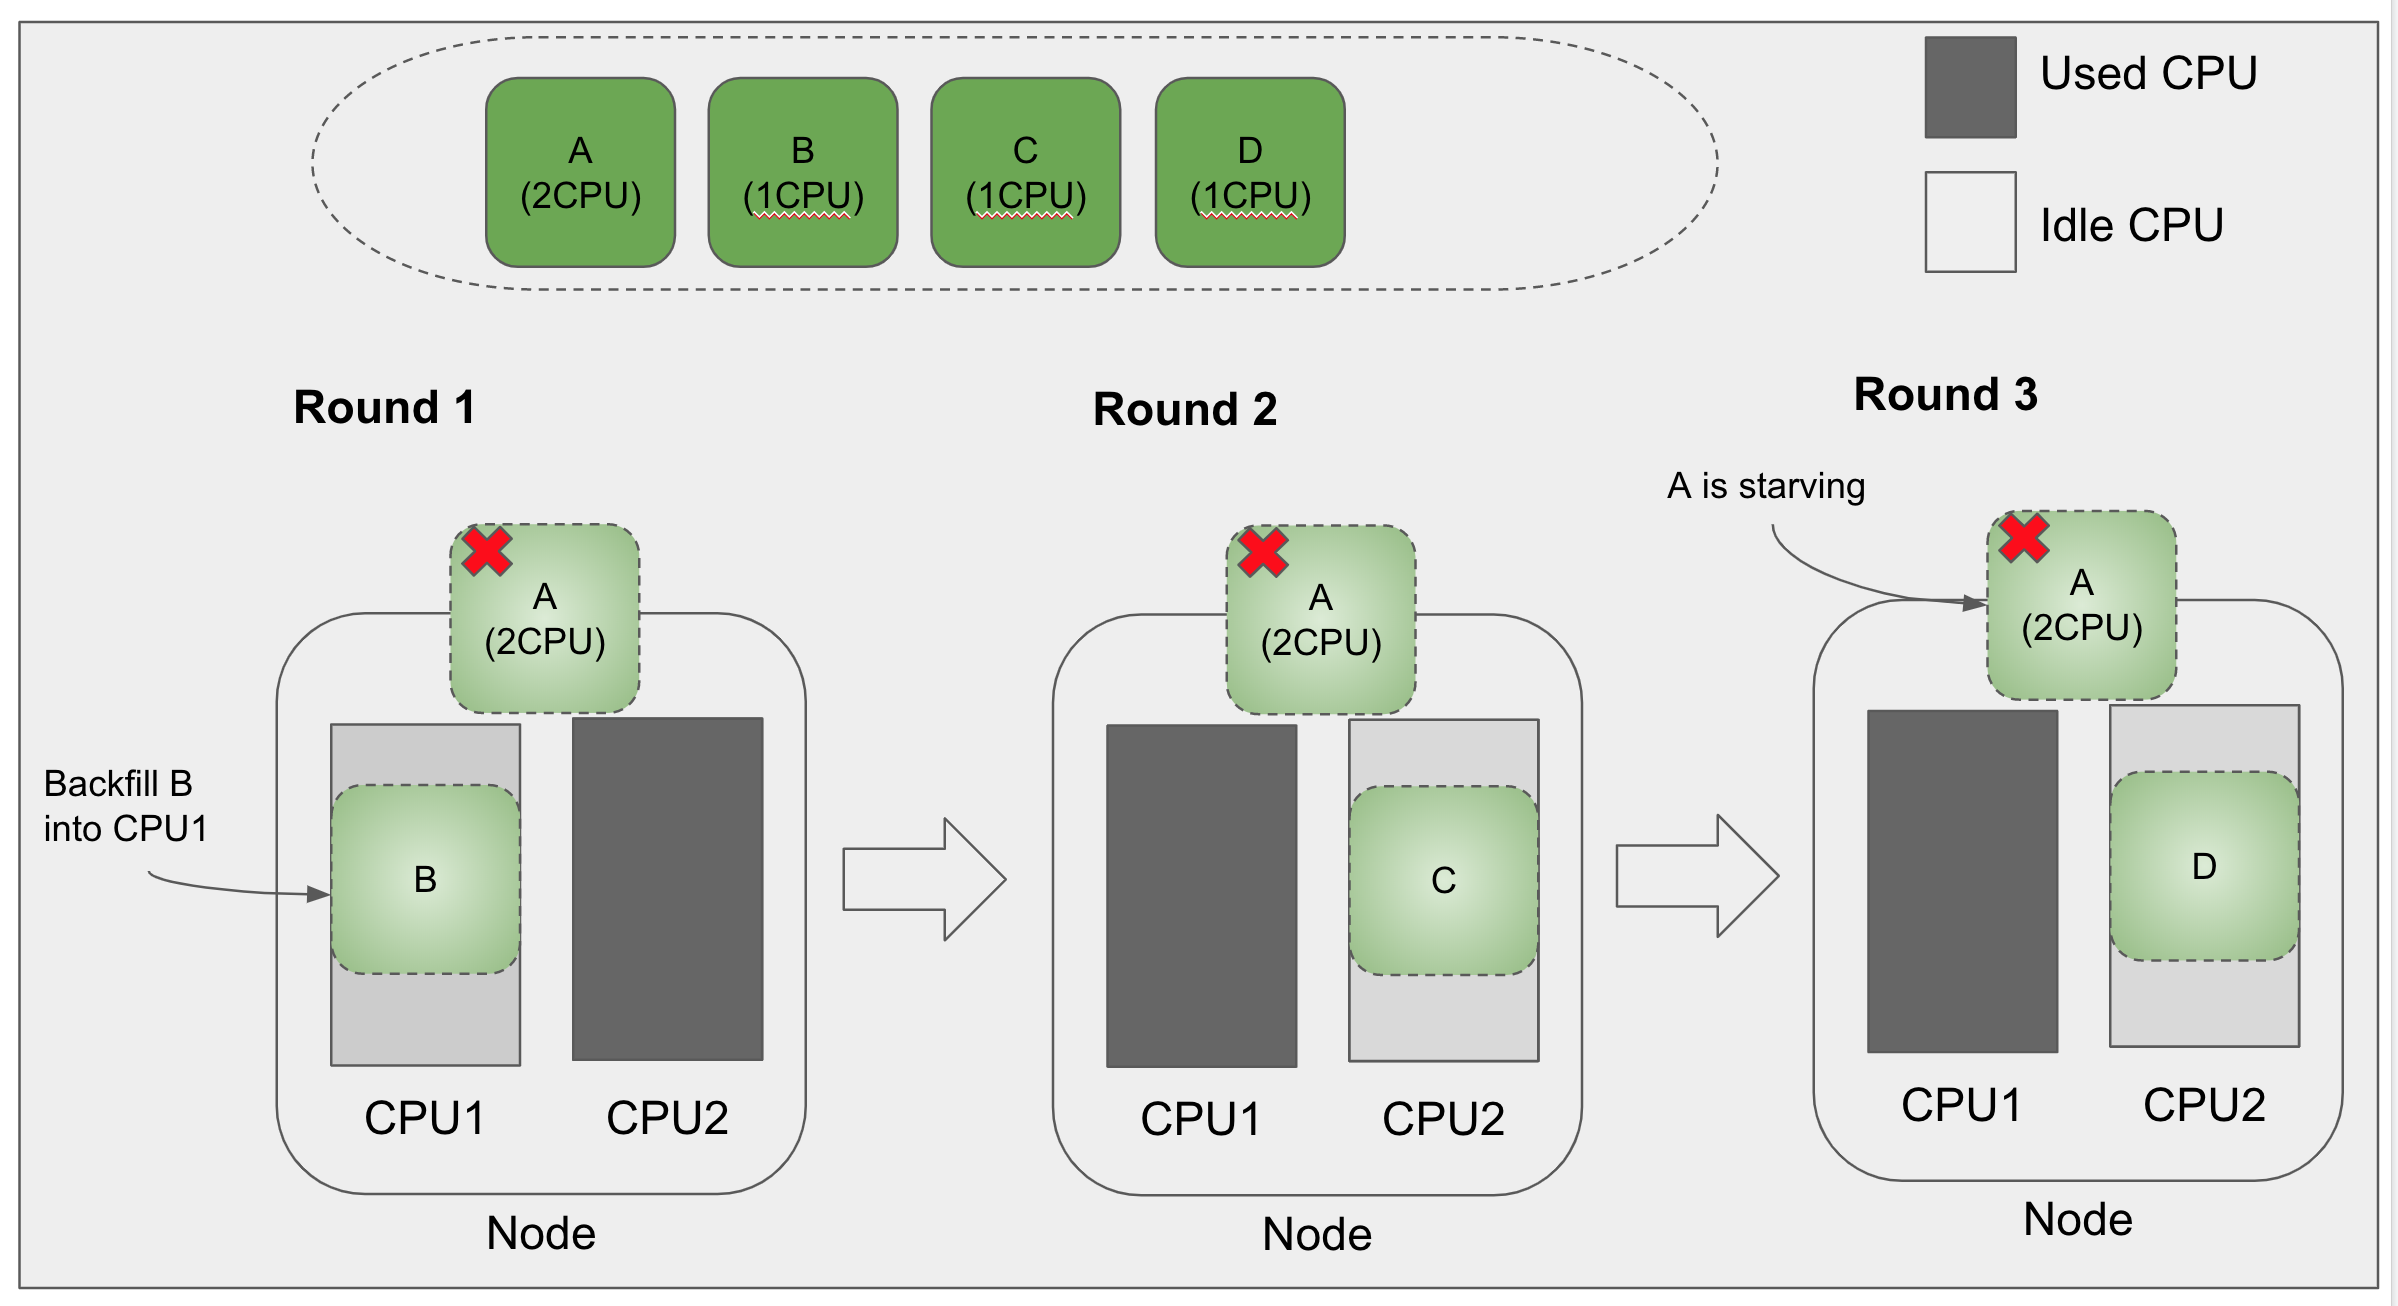 A
(2CPU)
B
(1CPU)
C
(1CPU)
D
(1CPU)
Used CPU
Idle CPU
Round 1
Round 2
Round 3
A is starving
A
(2CPU)
A
(2CPU)
A
(2CPU)
Backfill B
into CPU1
B
C
D
CPU1
CPU2
CPU1
CPU2
CPU1
CPU2
Node
Node
Node